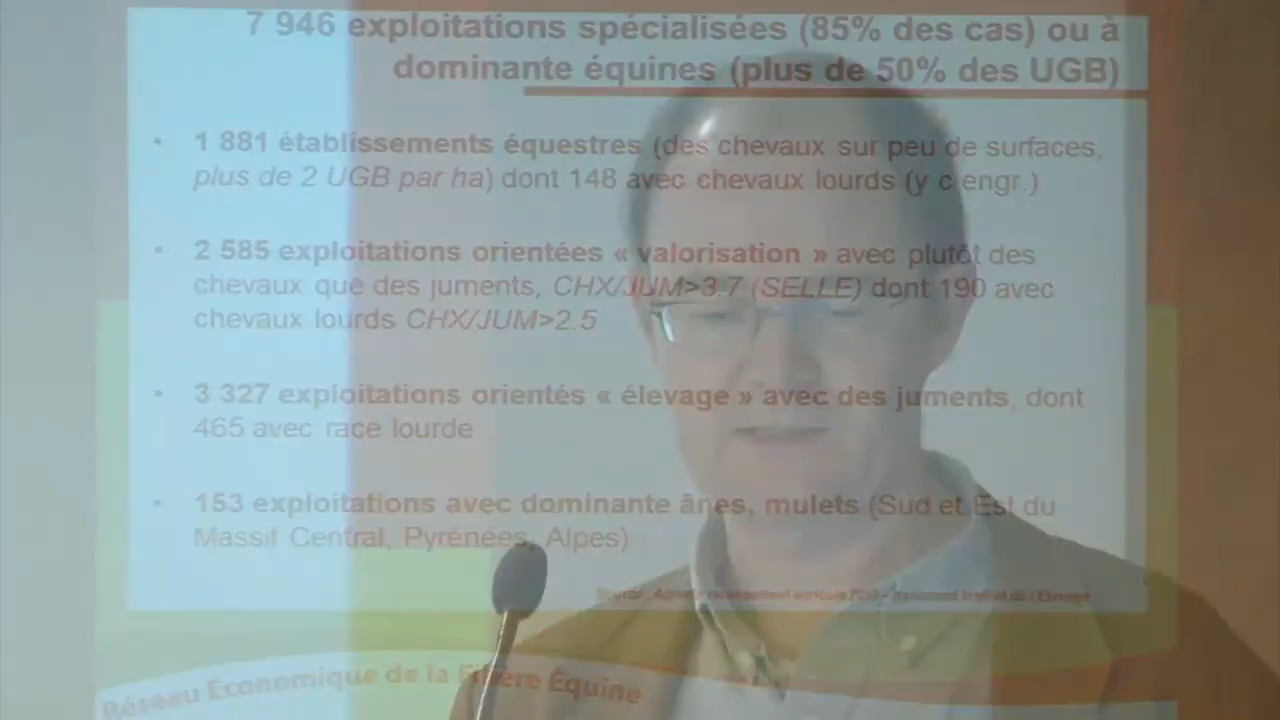 7 946 exploitations spécialisées (85% des cas) ou à
dominante équines (plus de 50% des UGB)
• 1 881 établissements équestres (des chevaux sur peu de surfaces,
plus de 2 UGB par ha) dont 148 avec chevaux lourds (y c engr.)
• 2 585 exploitations orientées « valorisation » avec plutôt des
chevaux que des juments, CHX/JUM>3.7 (SELLE) dont 190 avec
chevaux lourds CHX/JUM>2.5
• 3 327 exploitations orientés « élevage » avec des juments, dont
465 avec race lourde
• 153 exploitations avec dominante ânes, mulets (Sud et Est du
Massif Central, Pyrénées, Alpes)
Réseau Économique de la Filière Équine